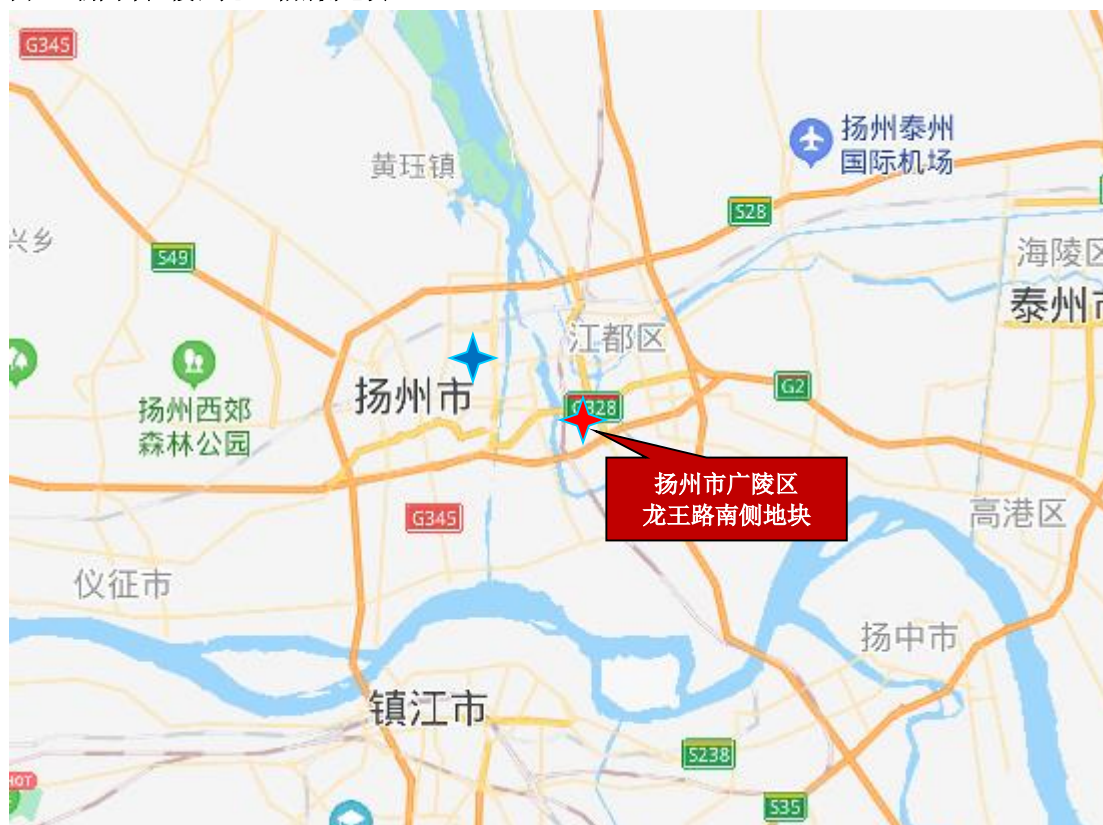 G345
扬州泰州
国际机场
黄珏镇
S28
兴乡
S49
海陵区
泰州市
江都区
扬州市
G2
G328
扬州西郊
森林公园
扬州市广陵区
龙王路南侧地块
G345
高港区
仪征市
扬中市
镇江市
S238
HOT
S35